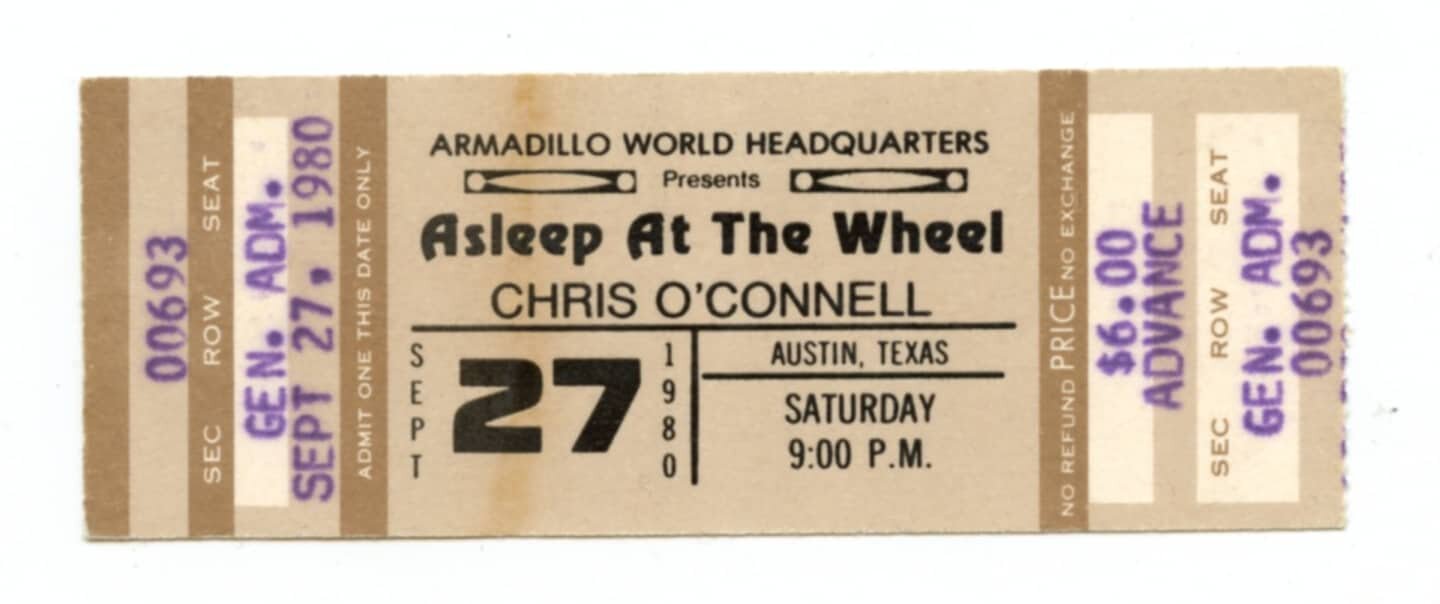 00693
SEC ROW SEAT
GEN. ADM.
SEPT 27, 1980
ADMIT ONE THIS DATE ONLY
ARMADILLO WORLD HEADQUARTERS
Presents
Asleep At The Wheel
CHRIS O'CONNELL
SEPT
27
1980
AUSTIN, TEXAS
SATURDAY
9:00 P.M.
NO REFUND PRICE NO EXCHANGE
$6.00
ADVANCE
SEC ROW SEAT
GEN. ADM.
00693